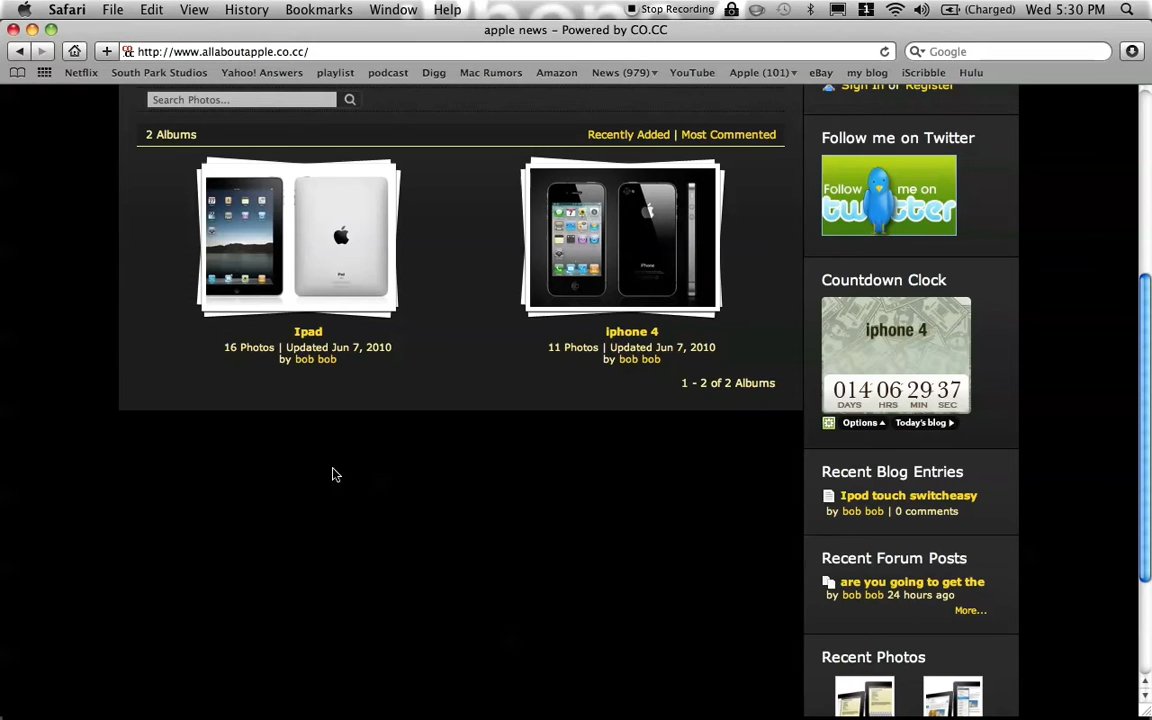 Safari File Edit View History Bookmarks Window Help Stop Recording (Charged) Wed 5:30 PM
apple news – Powered by CO.CC
http://www.allaboutapple.co.cc/ Google
Netflix South Park Studios Yahoo! Answers playlist podcast Digg Mac Rumors Amazon News (979) YouTube Apple (101) eBay my blog iScribble Hulu
Sign In or Register
Search Photos...
2 Albums Recently Added | Most Commented
Follow me on Twitter
Follow me on
twitter
Ipad
16 Photos | Updated Jun 7, 2010
by bob bob
iphone 4
11 Photos | Updated Jun 7, 2010
by bob bob
1 - 2 of 2 Albums
Countdown Clock
iphone 4
014 06 29 37
DAYS HRS MIN SEC
Options Today's blog
Recent Blog Entries
Ipod touch switcheasy
by bob bob | 0 comments
Recent Forum Posts
are you going to get the
by bob bob 24 hours ago
More...
Recent Photos